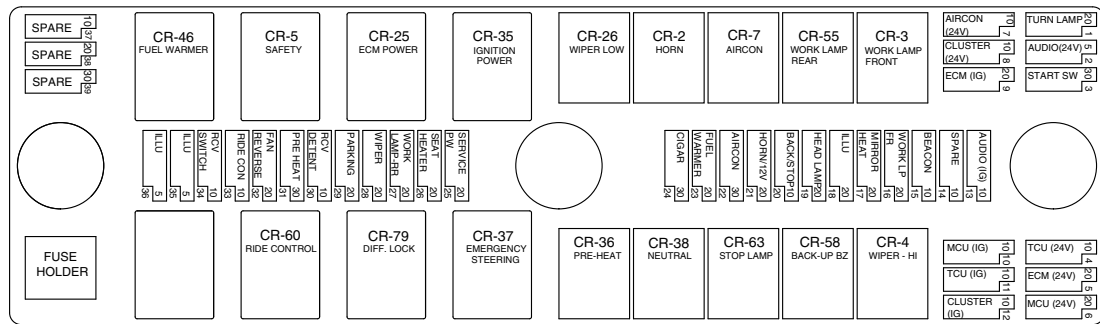 SPARE 10 37
SPARE 20 38
SPARE 30 39
CR-46
FUEL WARMER
CR-5
SAFETY
CR-25
ECM POWER
CR-35
IGNITION
POWER
CR-26
WIPER LOW
CR-2
HORN
CR-7
AIRCON
CR-55
WORK LAMP
REAR
CR-3
WORK LAMP
FRONT
AIRCON 10
(24V) 7
CLUSTER 10
(24V) 8
ECM (IG) 20 9
TURN LAMP 20 1
AUDIO(24V) 5 2
START SW 30 3
ILLU 5
36
ILLU 5
35
RCV 10
SWITCH
34
RIDE CON 10
33
FAN 20
REVERSE
32
PRE HEAT 30
31
RCV 10
DETENT
30
PARKING 20
29
WIPER 20
28
WORK 20
LAMP-RR
27
SEAT 20
HEATER
26
SERVICE 20
PW
25
CIGAR 30
24
FUEL 20
WARMER
23
AIRCON 30
22
HORN/12V 20
21
BACK/STOP 10
20
HEAD LAMP 20
19
ILLU 20
18
MIRROR 20
HEAT
17
WORK LP 20
FR
16
BEACON 10
15
SPARE 10
14
AUDIO (IG) 10
13
FUSE
HOLDER
CR-60
RIDE CONTROL
CR-79
DIFF. LOCK
CR-37
EMERGENCY
STEERING
CR-36
PRE-HEAT
CR-38
NEUTRAL
CR-63
STOP LAMP
CR-58
BACK-UP BZ
CR-4
WIPER - HI
MCU (IG) 10 10
TCU (IG) 10 11
CLUSTER 10
(IG) 12
TCU (24V) 10 4
ECM (24V) 20 5
MCU (24V) 20 6